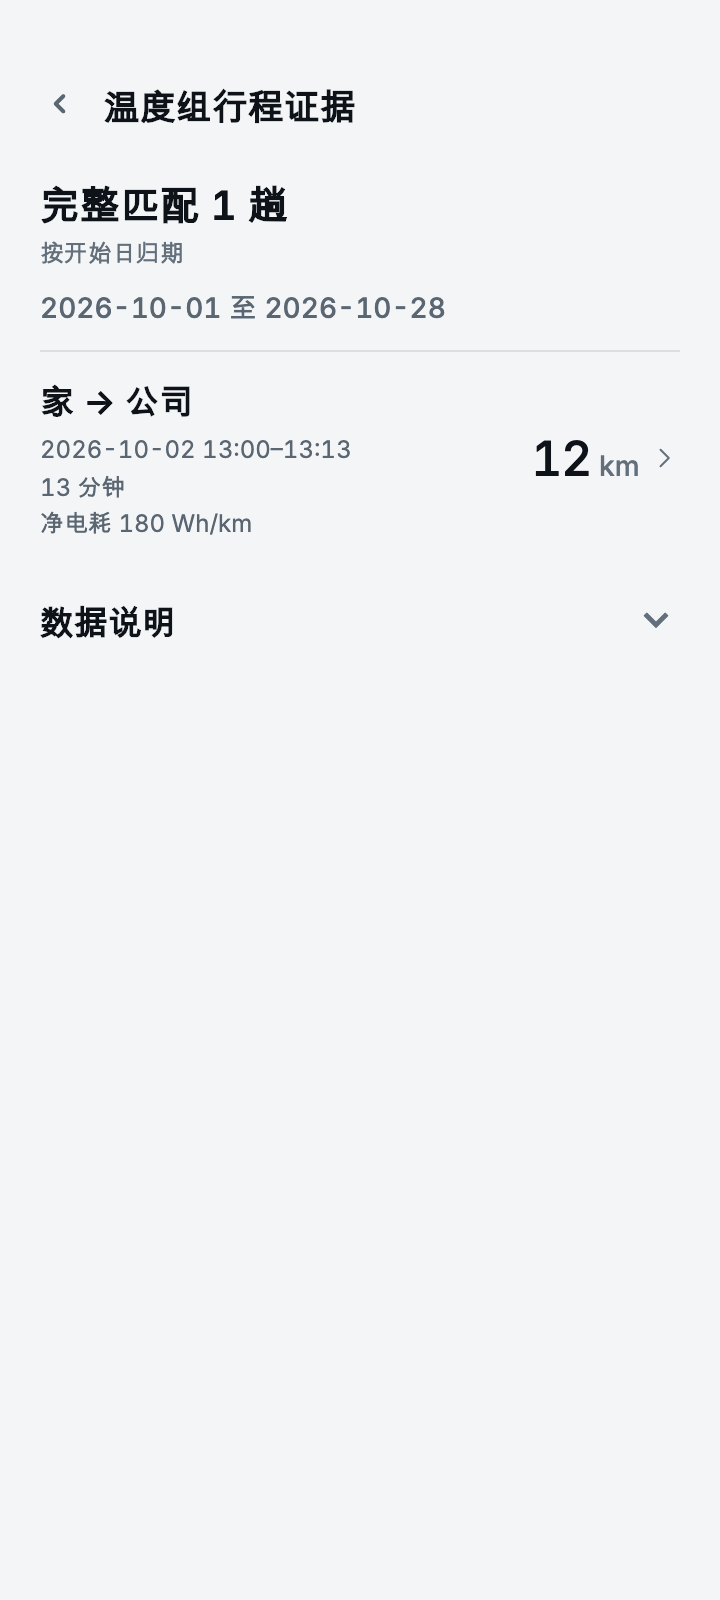 温度组行程证据
完整匹配 1 趟
按开始日归期
2026-10-01 至 2026-10-28
家 → 公司
2026-10-02 13:00–13:13
13 分钟
净电耗 180 Wh/km
12 km
数据说明